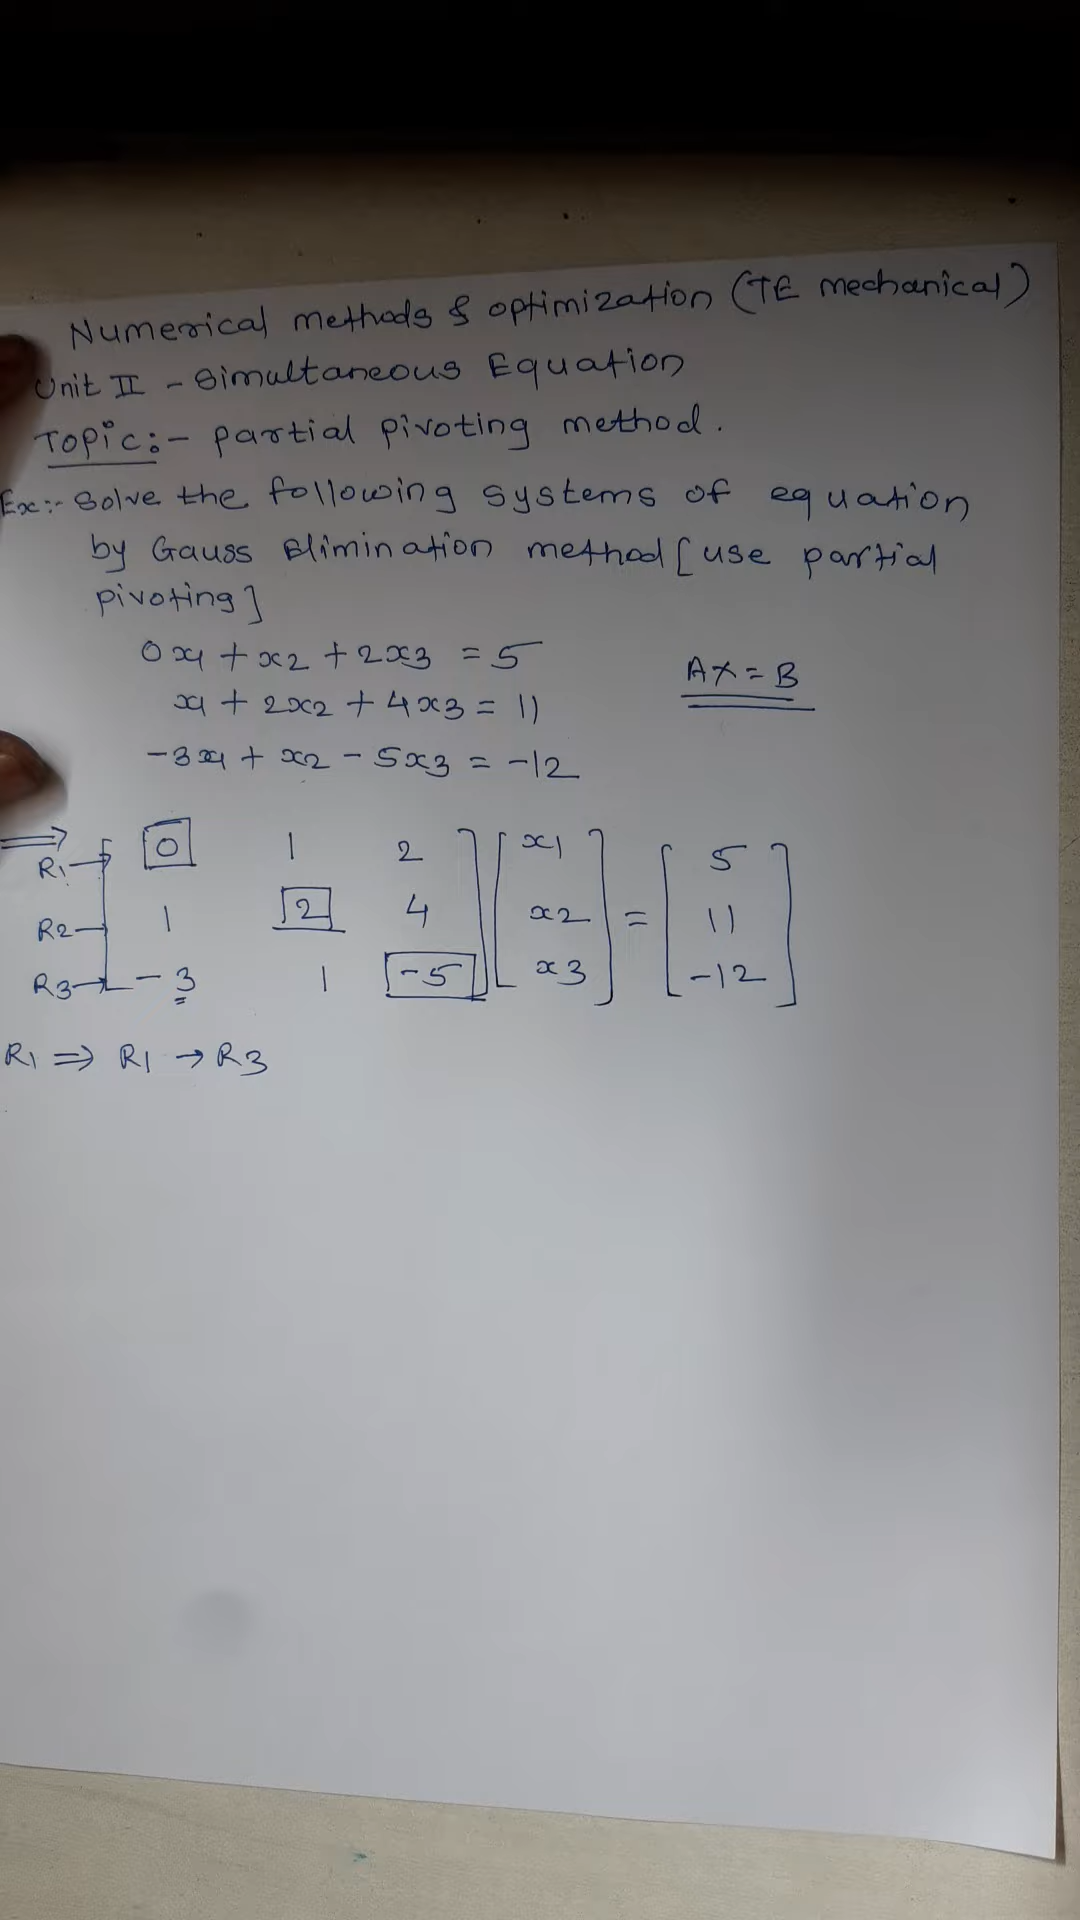 Numerical methods & optimization (TE mechanical)
Unit II - Simultaneous Equation
Topic:- partial pivoting method.
Ex:- Solve the following systems of equation
by Gauss Elimination method [use partial
pivoting]
0x1 + x2 + 2x3 = 5
x1 + 2x2 + 4x3 = 11
AX = B
-3x1 + x2 - 5x3 = -12
⇒
R1→ 0 1 2 x1 5
R2- 1 2 4 x2 = 11
R3→ -3 1 -5 x3 -12
R1 ⇒ R1 → R3